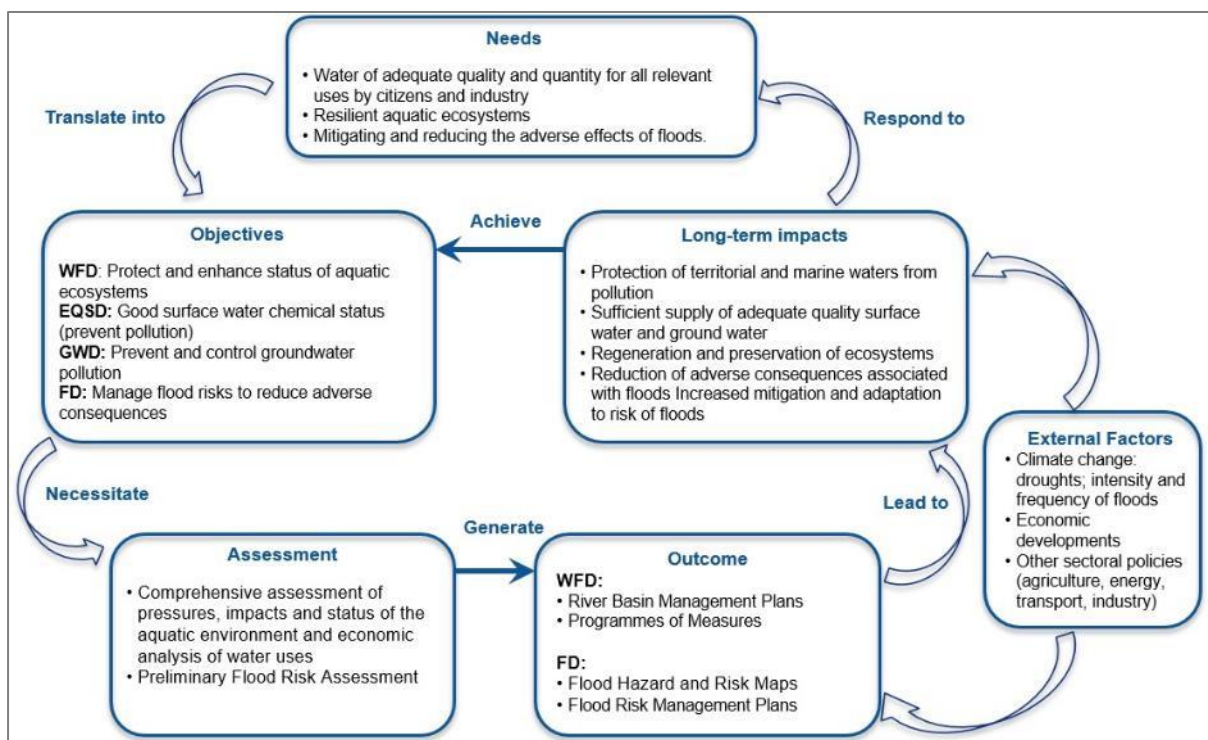 Needs
• Water of adequate quality and quantity for all relevant
uses by citizens and industry
• Resilient aquatic ecosystems
• Mitigating and reducing the adverse effects of floods.
Translate into
Respond to
Objectives
WFD: Protect and enhance status of aquatic
ecosystems
EQSD: Good surface water chemical status
(prevent pollution)
GWD: Prevent and control groundwater
pollution
FD: Manage flood risks to reduce adverse
consequences
Achieve
Long-term impacts
• Protection of territorial and marine waters from
pollution
• Sufficient supply of adequate quality surface
water and ground water
• Regeneration and preservation of ecosystems
• Reduction of adverse consequences associated
with floods Increased mitigation and adaptation
to risk of floods
External Factors
• Climate change:
droughts; intensity and
frequency of floods
• Economic
developments
• Other sectoral policies
(agriculture, energy,
transport, industry)
Necessitate
Generate
Lead to
Assessment
• Comprehensive assessment of
pressures, impacts and status of the
aquatic environment and economic
analysis of water uses
• Preliminary Flood Risk Assessment
Outcome
WFD:
• River Basin Management Plans
• Programmes of Measures
FD:
• Flood Hazard and Risk Maps
• Flood Risk Management Plans